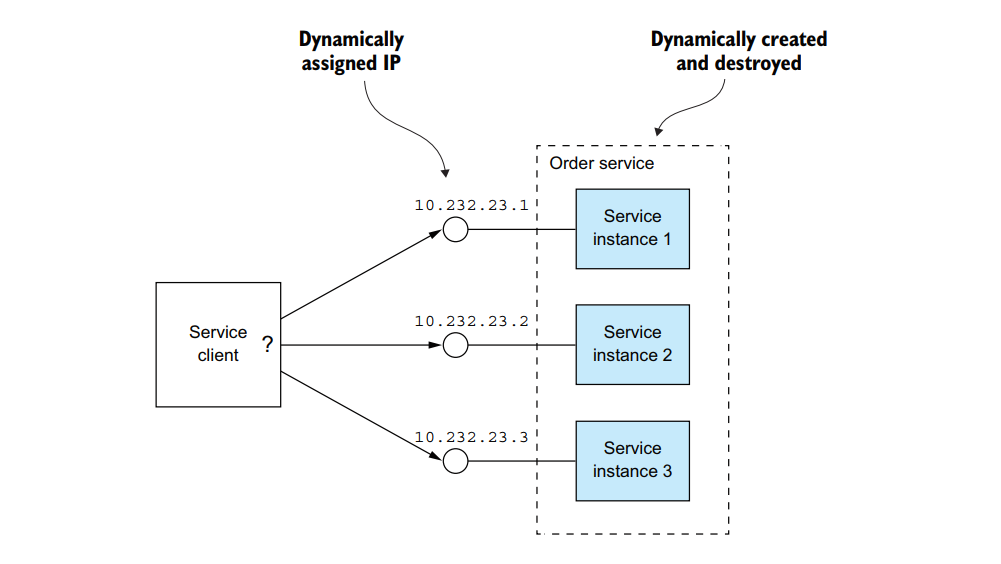 Dynamically
assigned IP
Dynamically created
and destroyed
Order service
10.232.23.1
Service
instance 1
10.232.23.2
Service
client
?
Service
instance 2
10.232.23.3
Service
instance 3